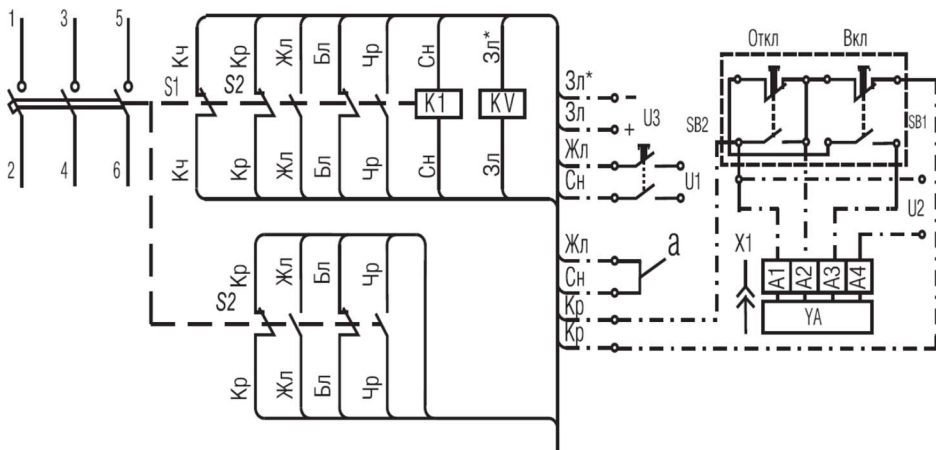 1 3 5
2 4 6
S1
S2
Кч Кр Жл Бл Чр Сн Зл*
K1
KV
Кч Кр Жл Бл Чр Сн Зл
Зл* –
Зл +
U3
Жл
Сн
U1
Жл
Сн
a
Кр
Кр
Откл Вкл
SB2
SB1
U2
X1
A1 A2 A3 A4
YA
Кр Жл Бл Чр
S2
Кр Жл Бл Чр